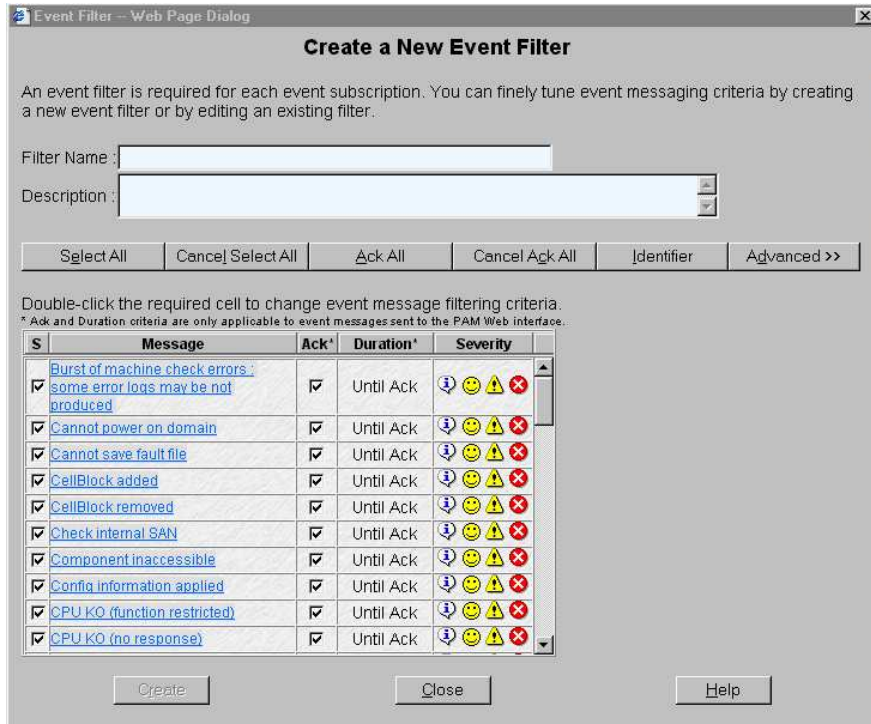 Event Filter -- Web Page Dialog
Create a New Event Filter
An event filter is required for each event subscription. You can finely tune event messaging criteria by creating
a new event filter or by editing an existing filter.
Filter Name :
Description :
Select All Cancel Select All Ack All Cancel Ack All Identifier Advanced >>
Double-click the required cell to change event message filtering criteria.
* Ack and Duration criteria are only applicable to event messages sent to the PAM Web interface.
S Message Ack* Duration* Severity
Burst of machine check errors :
some error logs may be not
produced
Until Ack
Cannot power on domain Until Ack
Cannot save fault file Until Ack
CellBlock added Until Ack
CellBlock removed Until Ack
Check internal SAN Until Ack
Component inaccessible Until Ack
Config information applied Until Ack
CPU KO (function restricted) Until Ack
CPU KO (no response) Until Ack
Create Close Help